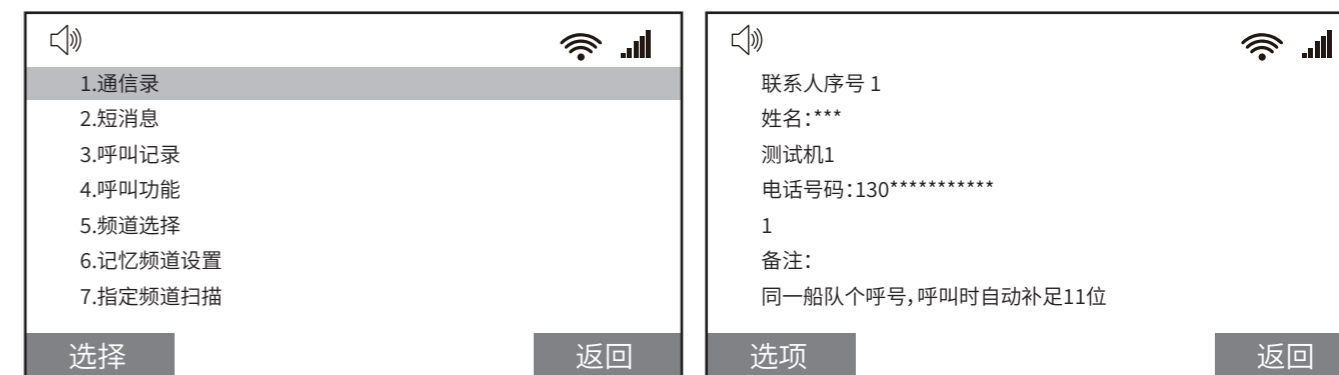 1.通信录
2.短消息
3.呼叫记录
4.呼叫功能
5.频道选择
6.记忆频道设置
7.指定频道扫描
选择
返回
联系人序号 1
姓名:***
测试机1
电话号码:130***********
1
备注:
同一船队个呼号,呼叫时自动补足11位
选项
返回